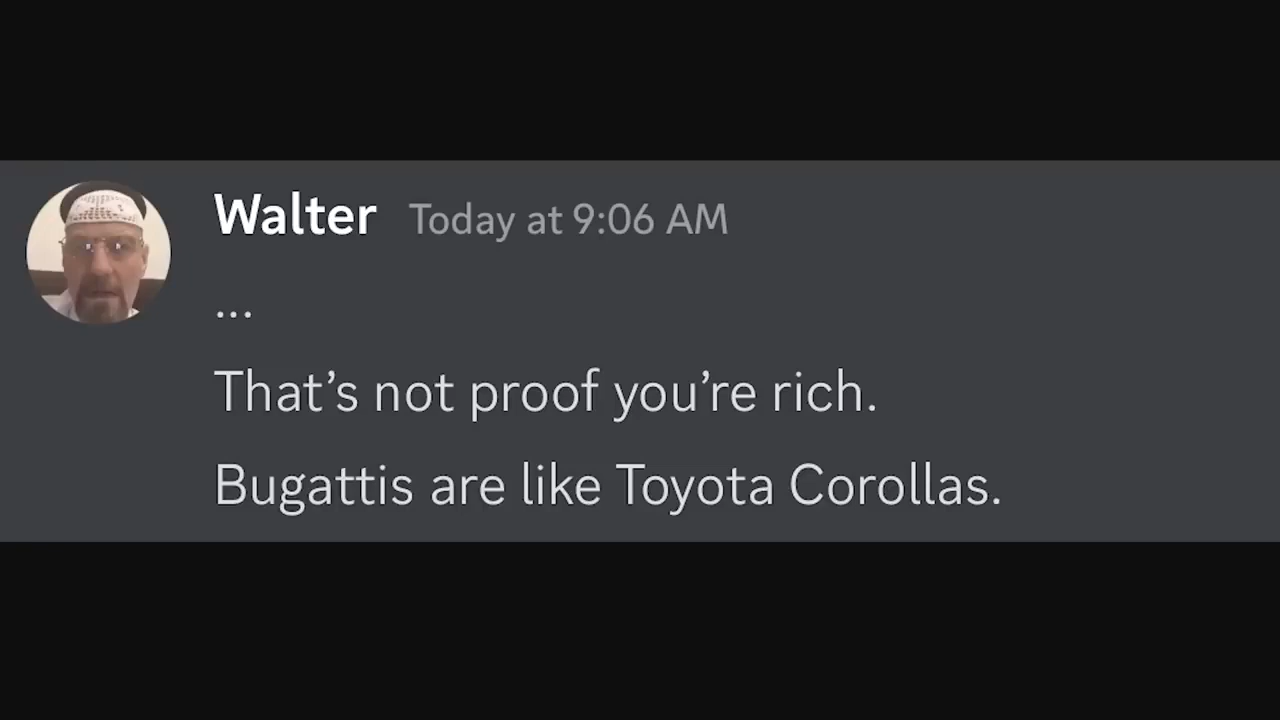 Walter Today at 9:06 AM
...
That’s not proof you’re rich.
Bugattis are like Toyota Corollas.